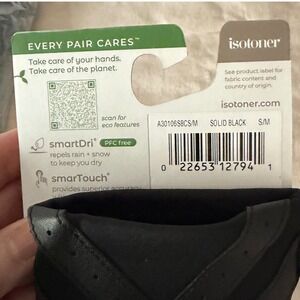 EVERY PAIR CARES™
Take care of your hands.
Take care of the planet.
scan for
eco features
smartDri® PFC free
repels rain + snow
to keep you dry
smarTouch®
provides superior accuracy
isotoner®
See product label for
fabric content and
country of origin.
isotoner.com
A30106SBCS/M SOLID BLACK S/M
0 22653 12794 1